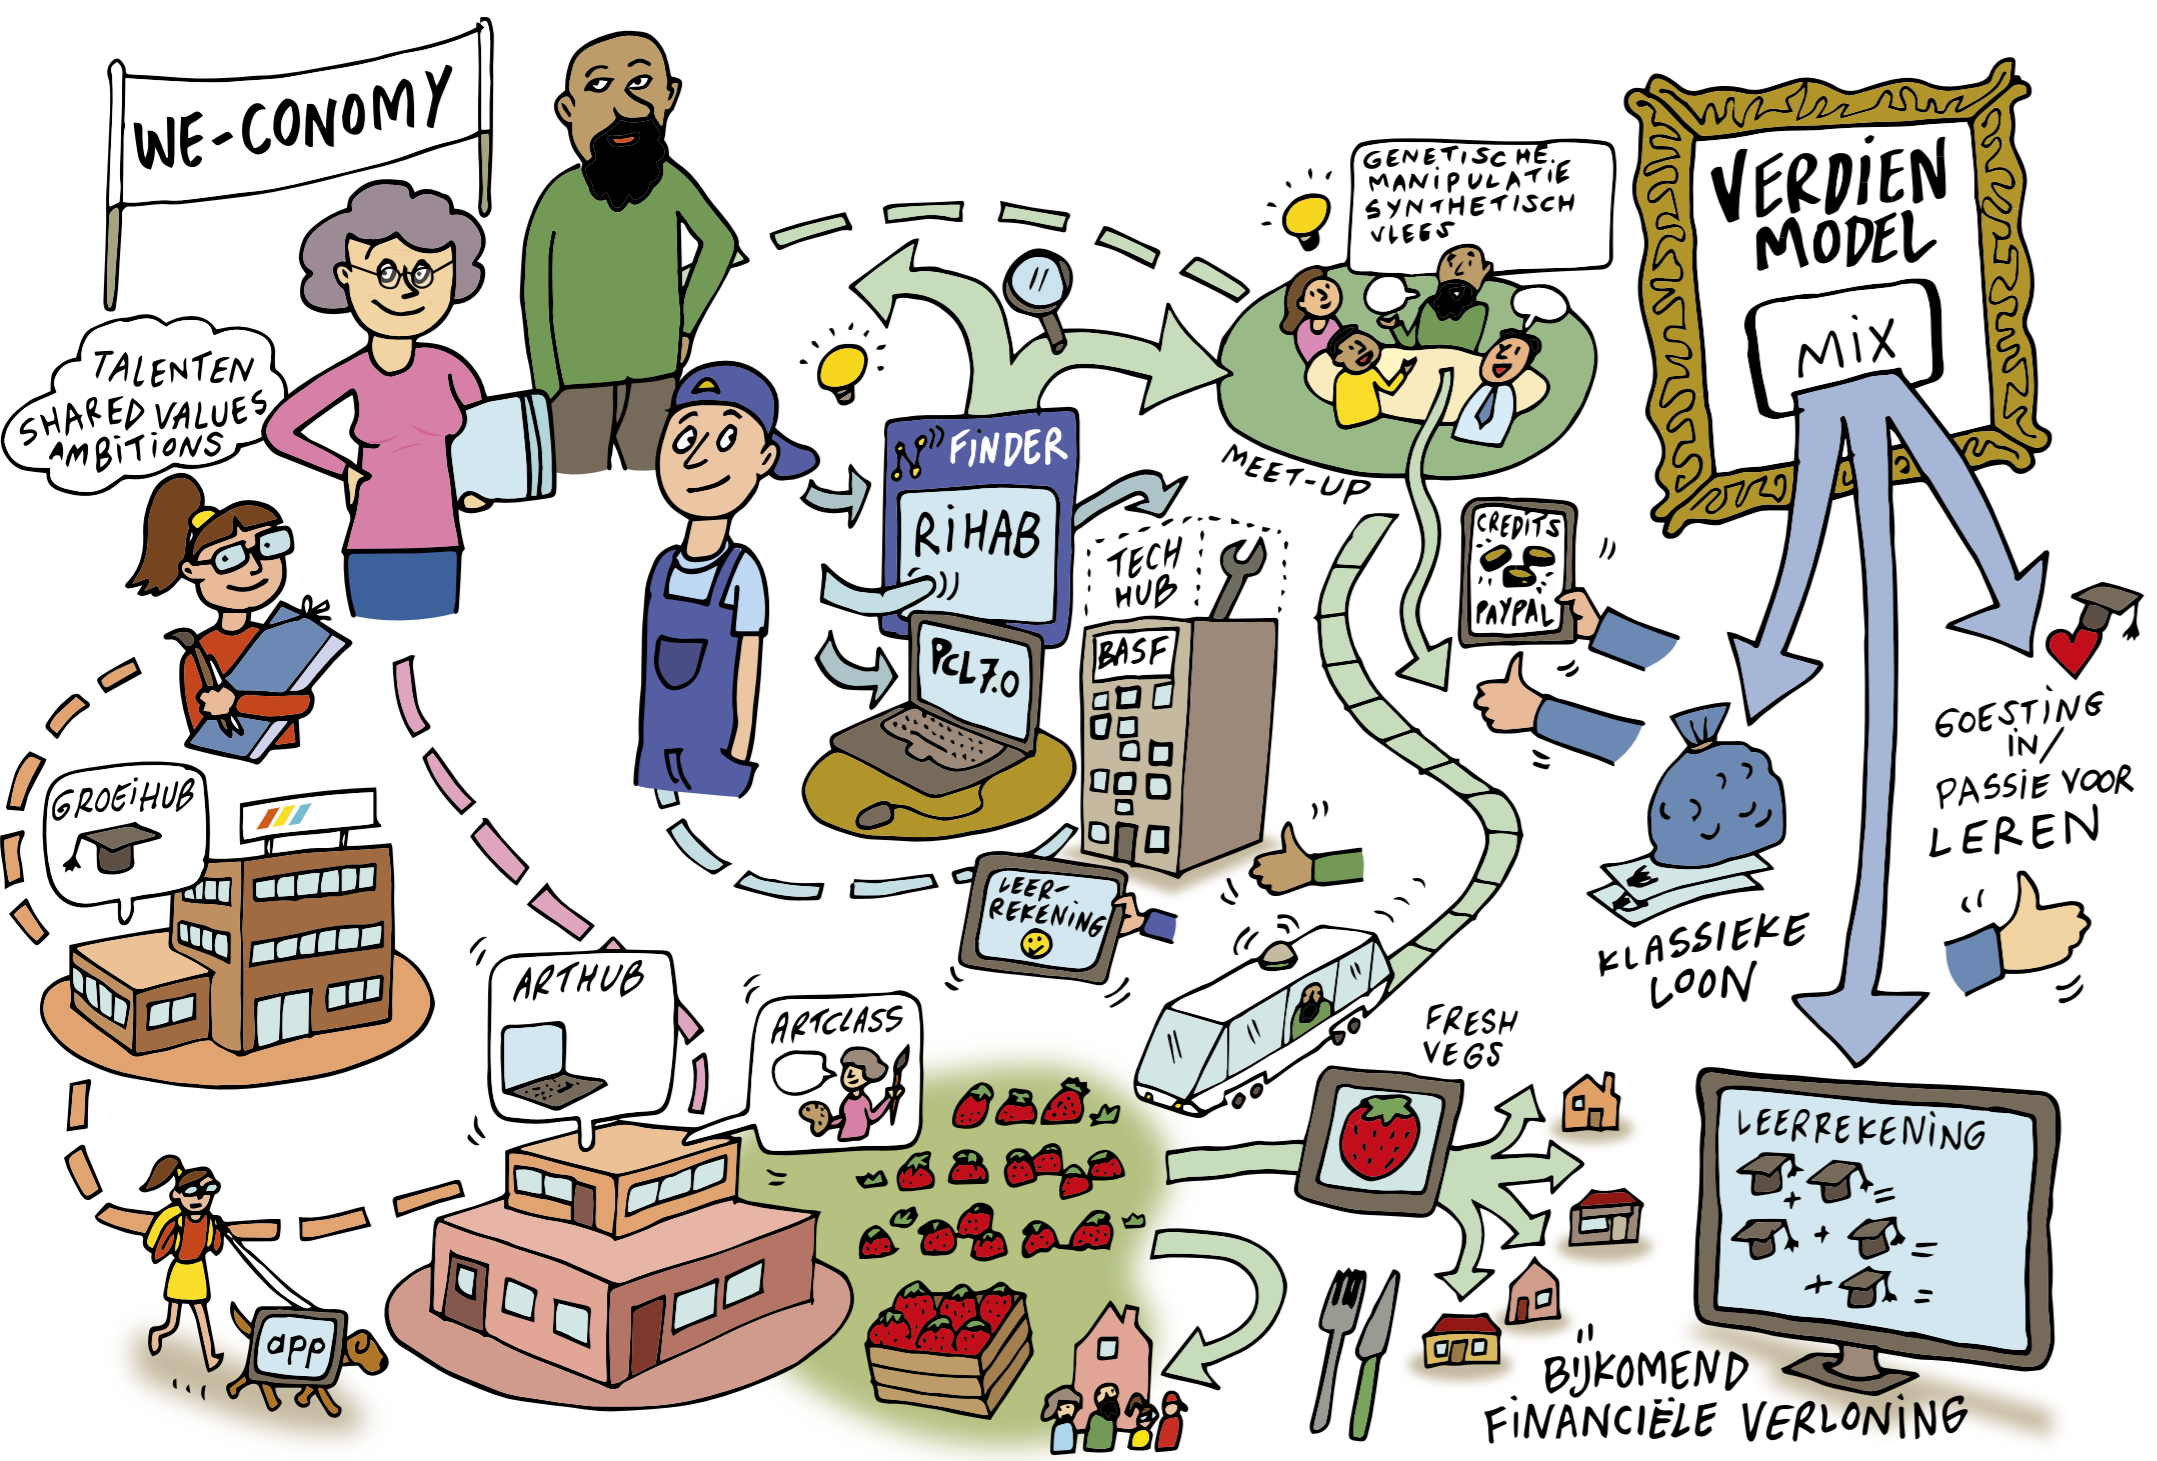 WE-CONOMY
TALENTEN
SHARED VALUES
AMBITIONS
GENETISCHE
MANIPULATIE
SYNTHETISCH
VLEES
MEET-UP
VERDIEN
MODEL
MIX
FINDER
RIHAB
PCL 7.0
TECH
HUB
BASF
CREDITS
PAYPAL
GROEIHUB
LEER-
REKENING
ARTHUB
ARTCLASS
app
FRESH
VEGS
KLASSIEKE
LOON
GOESTING
IN/
PASSIE VOOR
LEREN
LEERREKENING
+ =
+ =
+ =
BIJKOMEND
FINANCIËLE VERLONING